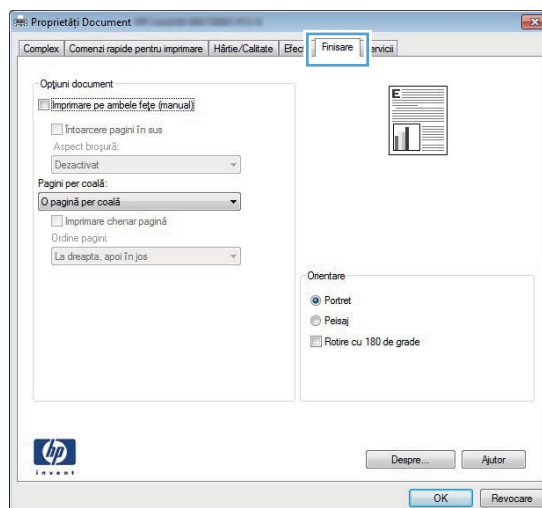 Proprietăți Document
Complex Comenzi rapide pentru imprimare Hârtie/Calitate Efec Finisare ervicii
Opțiuni document
Imprimare pe ambele fețe (manual)
Întoarcere pagini în sus
Aspect broșură:
Dezactivat
Pagini per coală:
O pagină per coală
Imprimare chenar pagină
Ordine pagini:
La dreapta, apoi în jos
E
Orientare
Portret
Peisaj
Rotire cu 180 de grade
hp
invent
Despre... Ajutor
OK Revocare